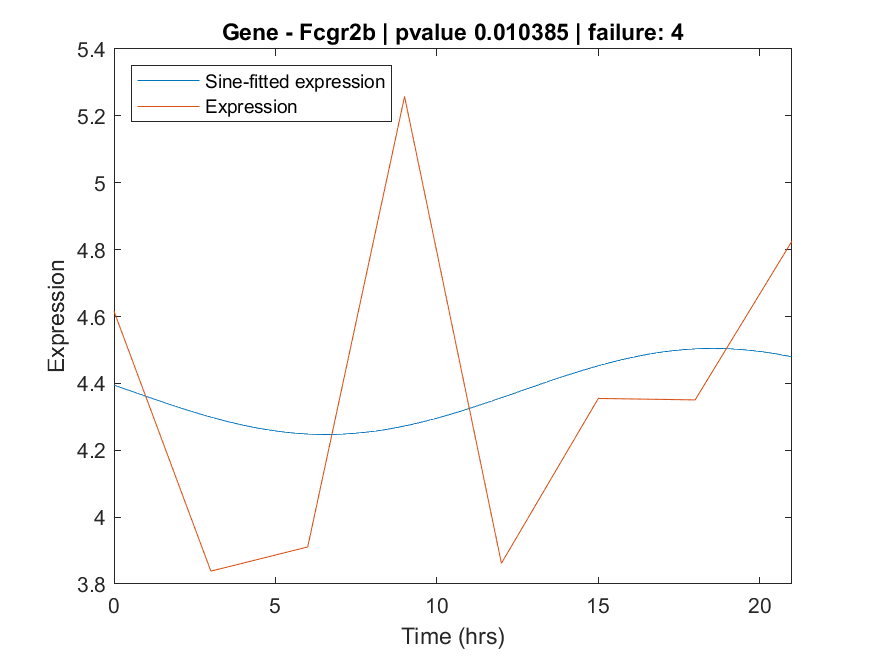 Gene - Fcgr2b | pvalue 0.010385 | failure: 4
Sine-fitted expression
Expression
5.4
5.2
5
4.8
4.6
4.4
4.2
4
3.8
Expression
0 5 10 15 20
Time (hrs)